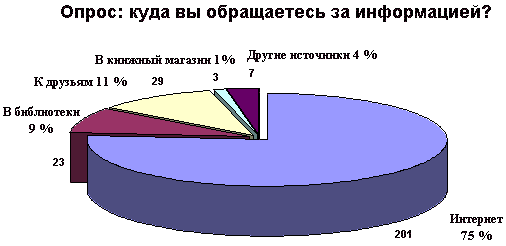 Опрос: куда вы обращаетесь за информацией?
В книжный магазин 1%
Другие источники 4 %
К друзьям 11 %
29
3
7
В библиотеки
9 %
23
201
Интернет
75 %